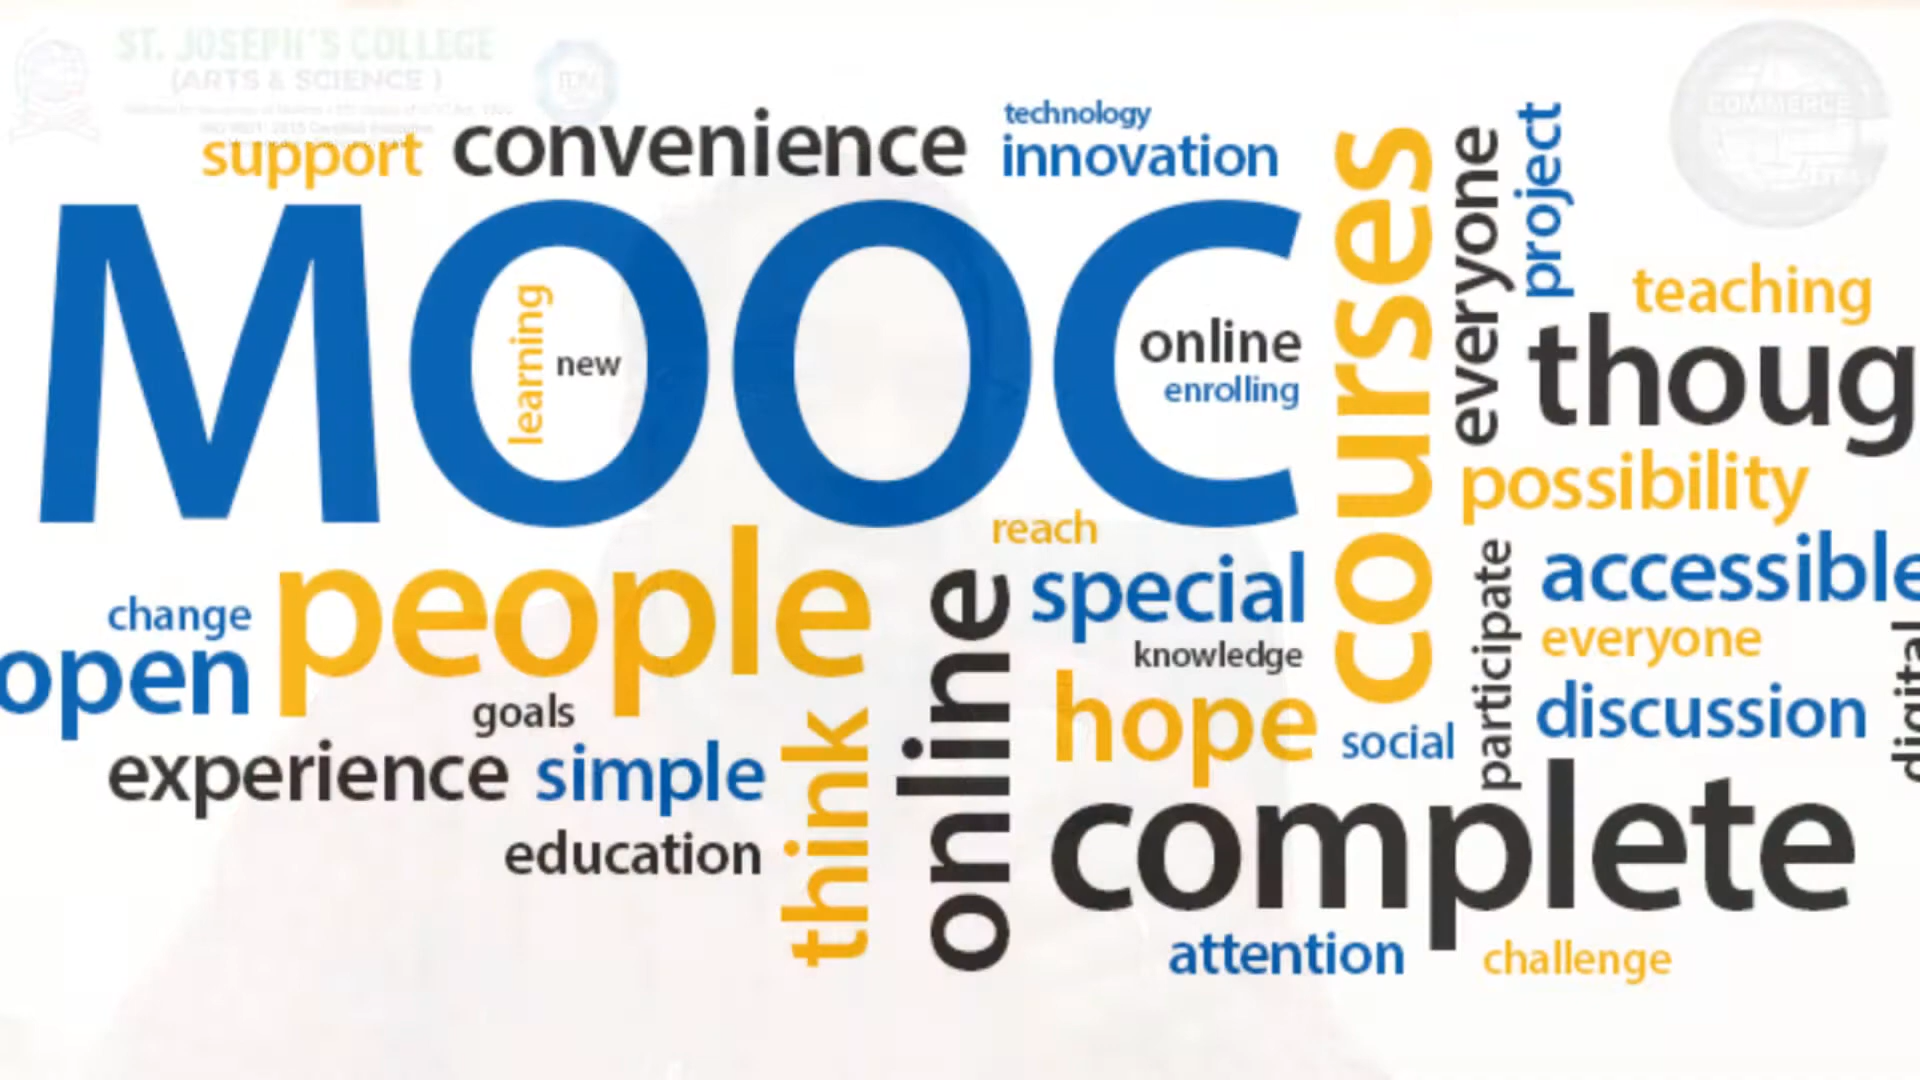 ST. JOSEPH'S COLLEGE
(ARTS & SCIENCE )
COMMERCE
support
convenience
technology
innovation
MOOC
learning
new
online
enrolling
courses
everyone
project
teaching
thoug
possibility
reach
people
change
open
special
knowledge
hope
social
participate
accessible
everyone
discussion
digital
goals
experience
simple
think
online
education
complete
attention
challenge